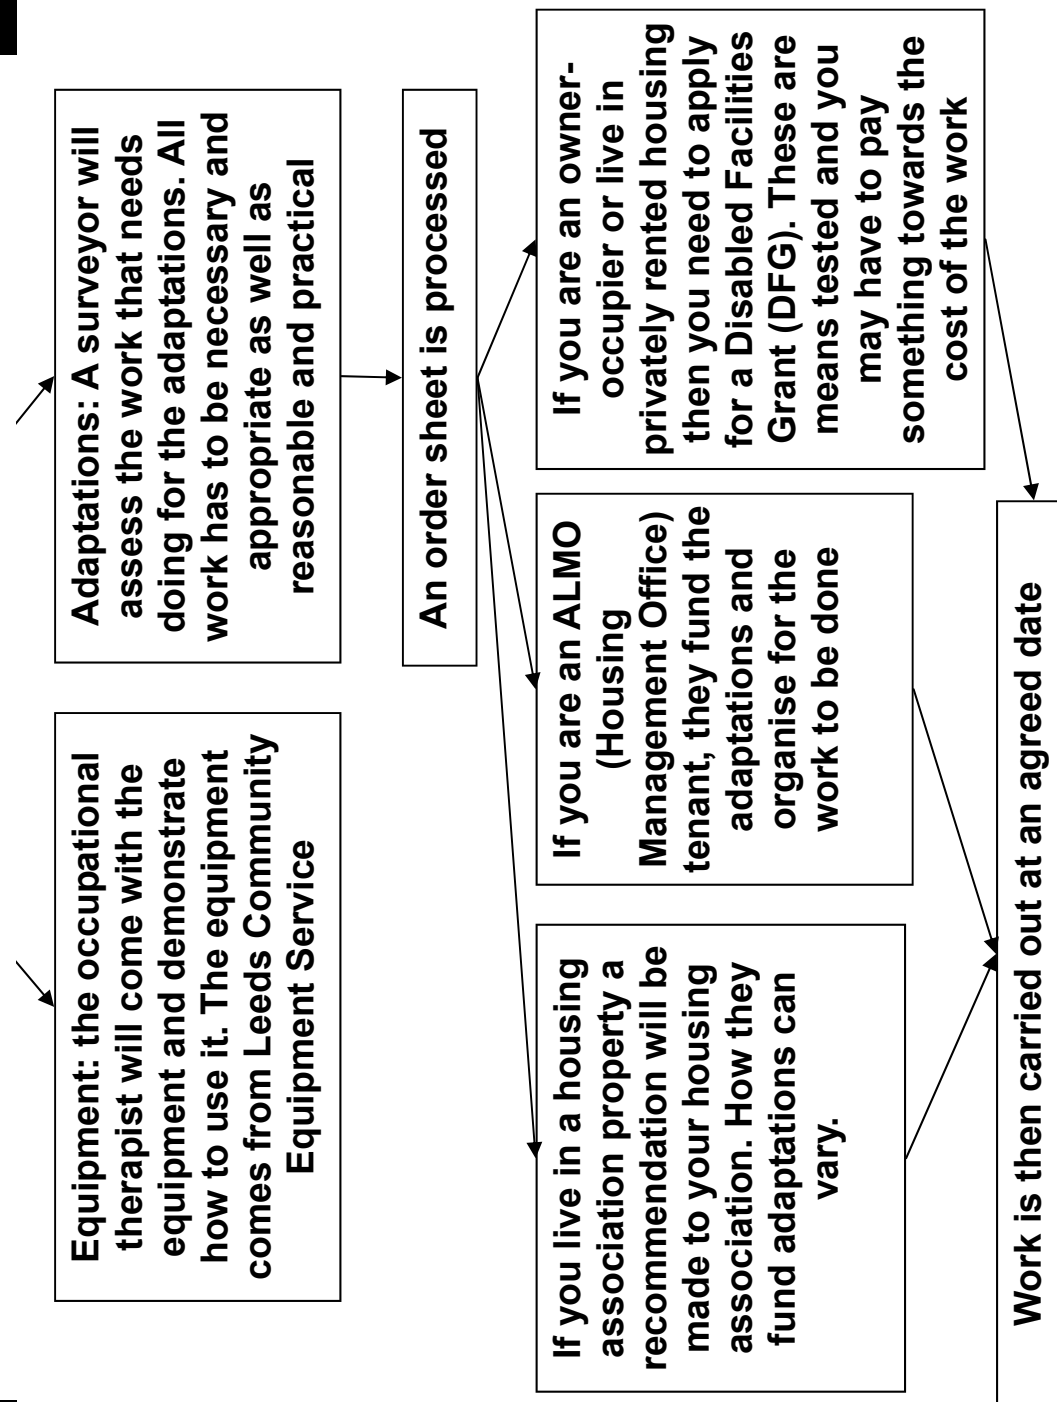 Equipment: the occupational
therapist will come with the
equipment and demonstrate
how to use it. The equipment
comes from Leeds Community
Equipment Service
Adaptations: A surveyor will
assess the work that needs
doing for the adaptations. All
work has to be necessary and
appropriate as well as
reasonable and practical
An order sheet is processed
If you live in a housing
association property a
recommendation will be
made to your housing
association. How they
fund adaptations can
vary.
If you are an ALMO
(Housing
Management Office)
tenant, they fund the
adaptations and
organise for the
work to be done
If you are an owner-
occupier or live in
privately rented housing
then you need to apply
for a Disabled Facilities
Grant (DFG). These are
means tested and you
may have to pay
something towards the
cost of the work
Work is then carried out at an agreed date